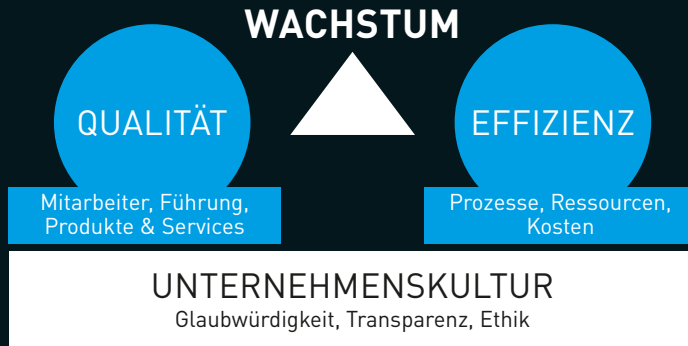 WACHSTUM
QUALITÄT
EFFIZIENZ
Mitarbeiter, Führung,
Produkte & Services
Prozesse, Ressourcen,
Kosten
UNTERNEHMENSKULTUR
Glaubwürdigkeit, Transparenz, Ethik